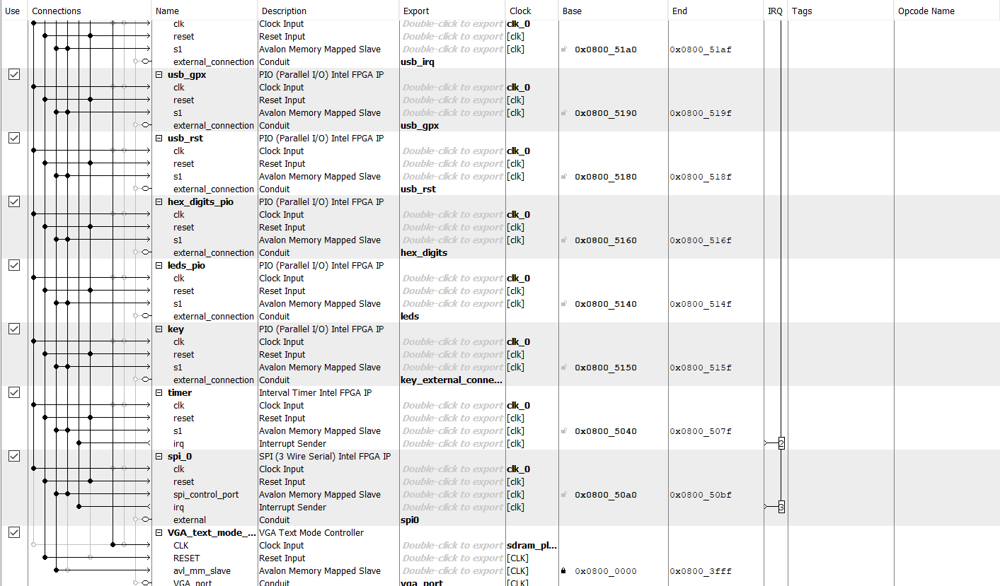 Use Connections Name Description Export Clock Base End IRQ Tags Opcode Name
clk Clock Input Double-click to export clk_0
reset Reset Input Double-click to export [clk]
s1 Avalon Memory Mapped Slave Double-click to export [clk] 0x0800_51a0 0x0800_51af
external_connection Conduit usb_irq
usb_gpx PIO (Parallel I/O) Intel FPGA IP
clk Clock Input Double-click to export clk_0
reset Reset Input Double-click to export [clk]
s1 Avalon Memory Mapped Slave Double-click to export [clk] 0x0800_5190 0x0800_519f
external_connection Conduit usb_gpx
usb_rst PIO (Parallel I/O) Intel FPGA IP
clk Clock Input Double-click to export clk_0
reset Reset Input Double-click to export [clk]
s1 Avalon Memory Mapped Slave Double-click to export [clk] 0x0800_5180 0x0800_518f
external_connection Conduit usb_rst
hex_digits_pio PIO (Parallel I/O) Intel FPGA IP
clk Clock Input Double-click to export clk_0
reset Reset Input Double-click to export [clk]
s1 Avalon Memory Mapped Slave Double-click to export [clk] 0x0800_5160 0x0800_516f
external_connection Conduit hex_digits
leds_pio PIO (Parallel I/O) Intel FPGA IP
clk Clock Input Double-click to export clk_0
reset Reset Input Double-click to export [clk]
s1 Avalon Memory Mapped Slave Double-click to export [clk] 0x0800_5140 0x0800_514f
external_connection Conduit leds
key PIO (Parallel I/O) Intel FPGA IP
clk Clock Input Double-click to export clk_0
reset Reset Input Double-click to export [clk]
s1 Avalon Memory Mapped Slave Double-click to export [clk] 0x0800_5150 0x0800_515f
external_connection Conduit key_external_conne...
timer Interval Timer Intel FPGA IP
clk Clock Input Double-click to export clk_0
reset Reset Input Double-click to export [clk]
s1 Avalon Memory Mapped Slave Double-click to export [clk] 0x0800_5040 0x0800_507f
irq Interrupt Sender Double-click to export [clk] 2
spi_0 SPI (3 Wire Serial) Intel FPGA IP
clk Clock Input Double-click to export clk_0
reset Reset Input Double-click to export [clk]
spi_control_port Avalon Memory Mapped Slave Double-click to export [clk] 0x0800_50a0 0x0800_50bf
irq Interrupt Sender Double-click to export [clk] 3
external Conduit spi0
VGA_text_mode_... VGA Text Mode Controller
CLK Clock Input Double-click to export sdram_pl...
RESET Reset Input Double-click to export [CLK]
avl_mm_slave Avalon Memory Mapped Slave Double-click to export [CLK] 0x0800_0000 0x0800_3fff
VGA_port Conduit vga_port [CLK]